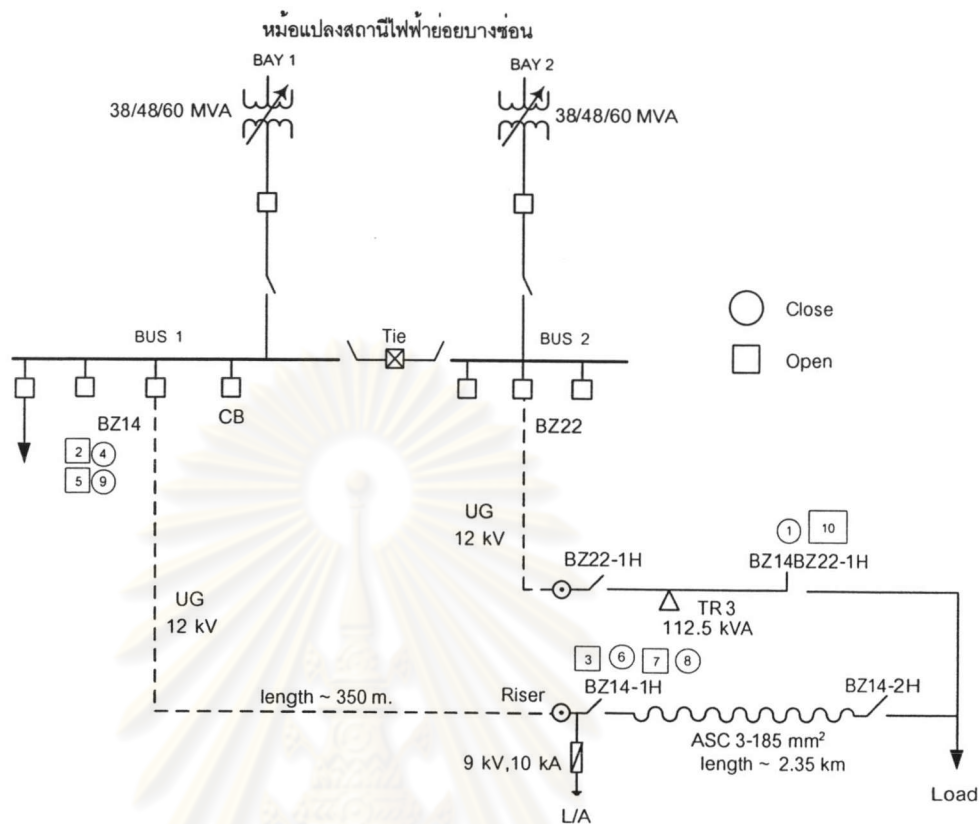 หม้อแปลงสถานีไฟฟ้าย่อยบางซ่อน
BAY 1
BAY 2
38/48/60 MVA
38/48/60 MVA
Close
Open
BUS 1
Tie
BUS 2
BZ14
CB
BZ22
2 4
5 9
UG
12 kV
UG
12 kV
1 10
BZ22-1H
BZ14BZ22-1H
TR 3
112.5 kVA
3 6 7 8
length ~ 350 m.
Riser
BZ14-1H
BZ14-2H
ASC 3-185 mm²
length ~ 2.35 km
9 kV,10 kA
L/A
Load